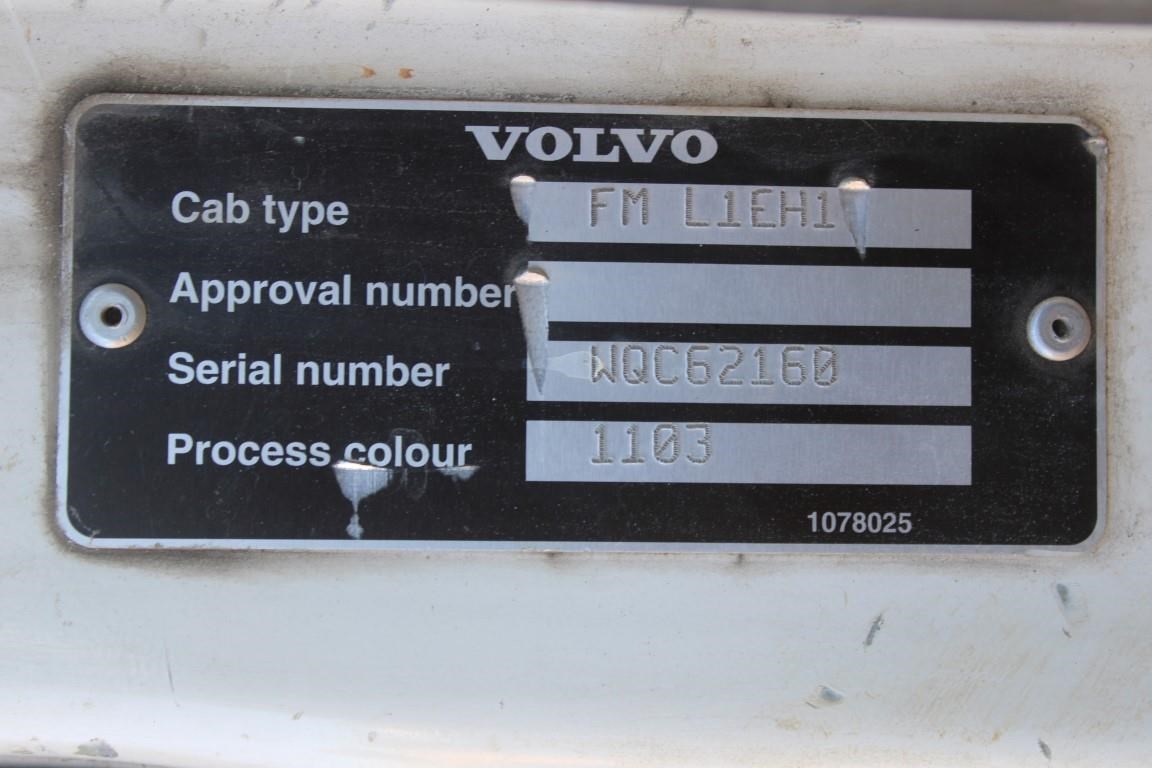 VOLVO
Cab type FM L1EH1
Approval number
Serial number WQC62160
Process colour 1103
1078025